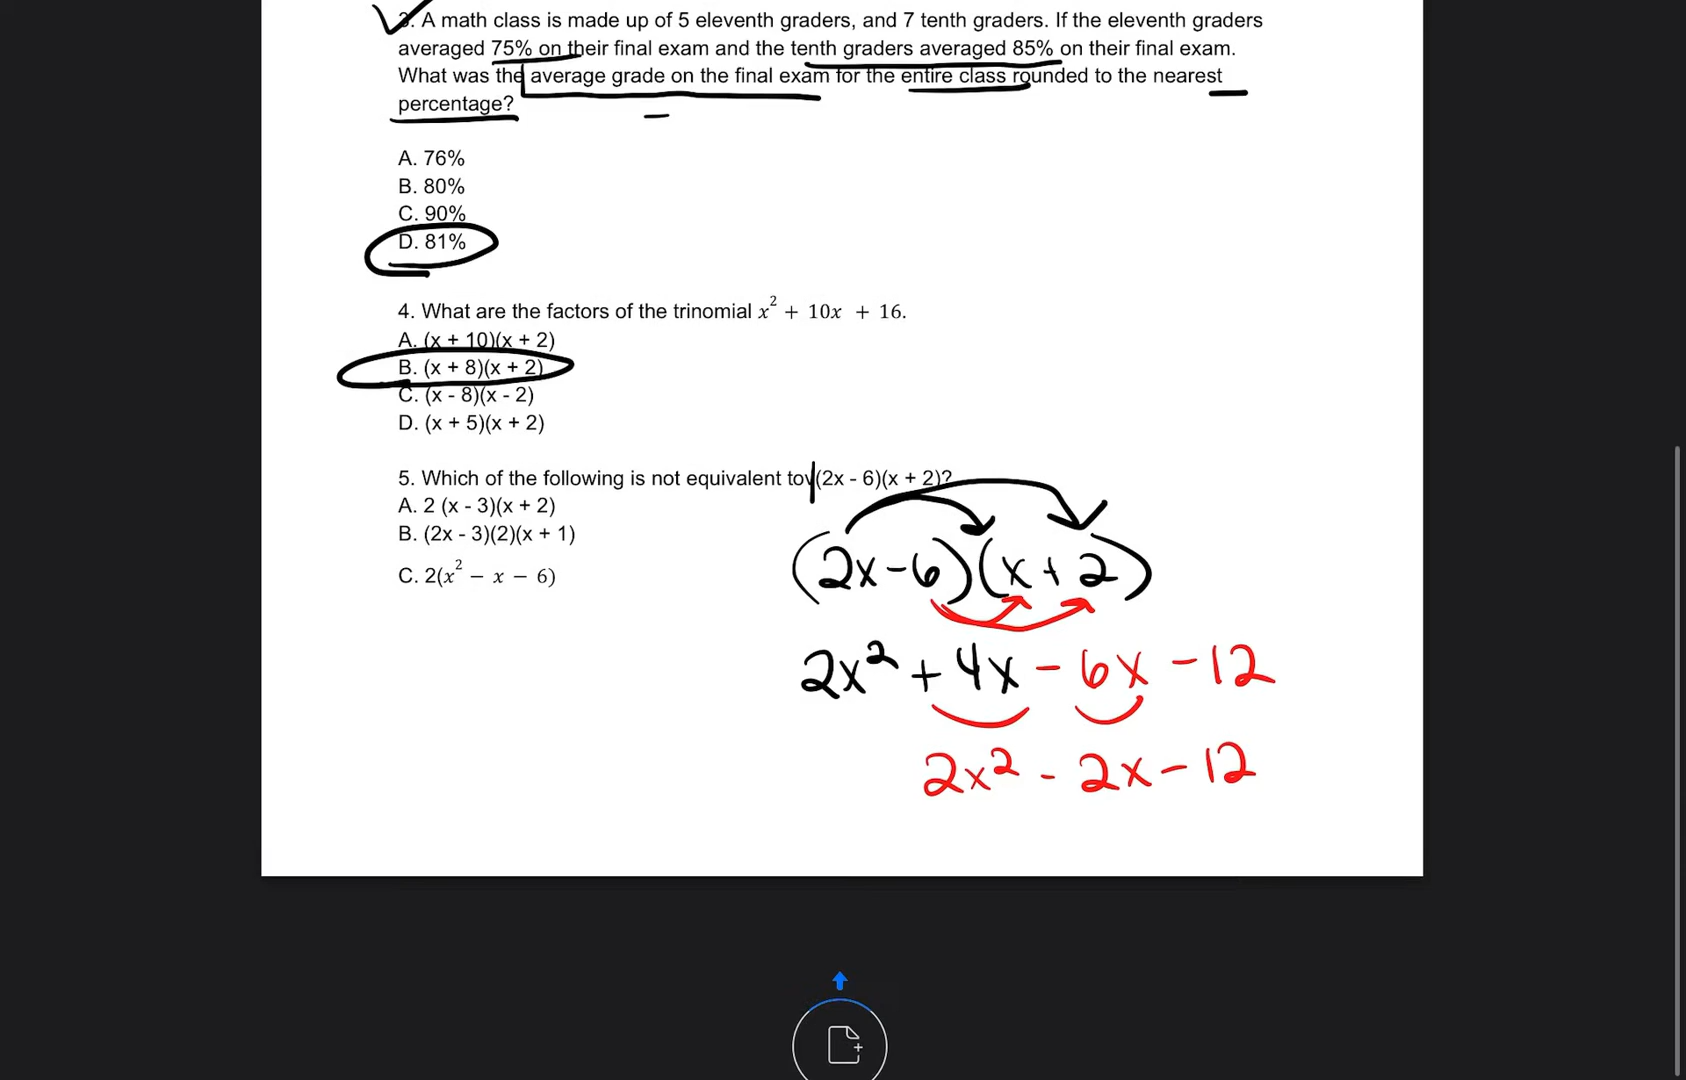 3. A math class is made up of 5 eleventh graders, and 7 tenth graders. If the eleventh graders
averaged 75% on their final exam and the tenth graders averaged 85% on their final exam.
What was the average grade on the final exam for the entire class rounded to the nearest
percentage?
A. 76%
B. 80%
C. 90%
D. 81%
4. What are the factors of the trinomial x² + 10x + 16.
A. (x + 10)(x + 2)
B. (x + 8)(x + 2)
C. (x - 8)(x - 2)
D. (x + 5)(x + 2)
5. Which of the following is not equivalent to (2x - 6)(x + 2)?
A. 2 (x - 3)(x + 2)
B. (2x - 3)(2)(x + 1)
C. 2(x² − x − 6)
(2x-6)(x+2)
2x² + 4x - 6x - 12
2x² - 2x - 12